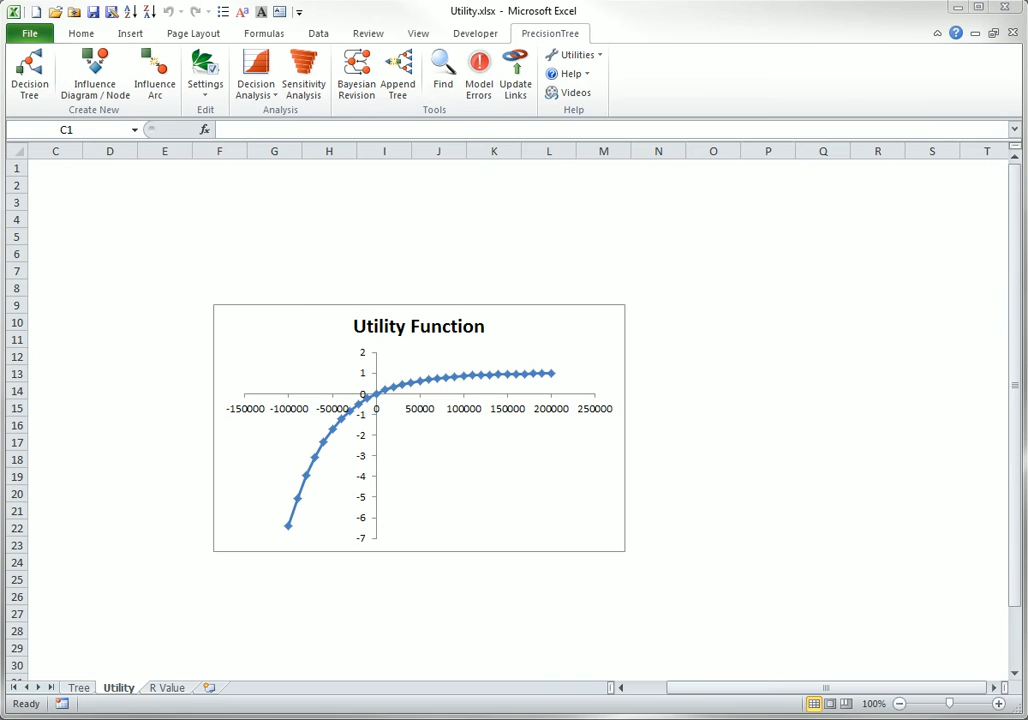 Utility.xlsx - Microsoft Excel
File Home Insert Page Layout Formulas Data Review View Developer PrecisionTree
Decision Tree
Influence Diagram / Node
Influence Arc
Create New
Settings
Edit
Decision Analysis
Sensitivity Analysis
Analysis
Bayesian Revision
Append Tree
Find
Model Errors
Update Links
Tools
Utilities
Help
Videos
Help
C1
fx
C D E F G H I J K L M N O P Q R S T
1
2
3
4
5
6
7
8
9
10
11
12
13
14
15
16
17
18
19
20
21
22
23
24
25
26
27
28
29
30
Utility Function
2
1
0
-1
-2
-3
-4
-5
-6
-7
-150000 -100000 -50000 0 50000 100000 150000 200000 250000
Tree Utility R Value
Ready
100%